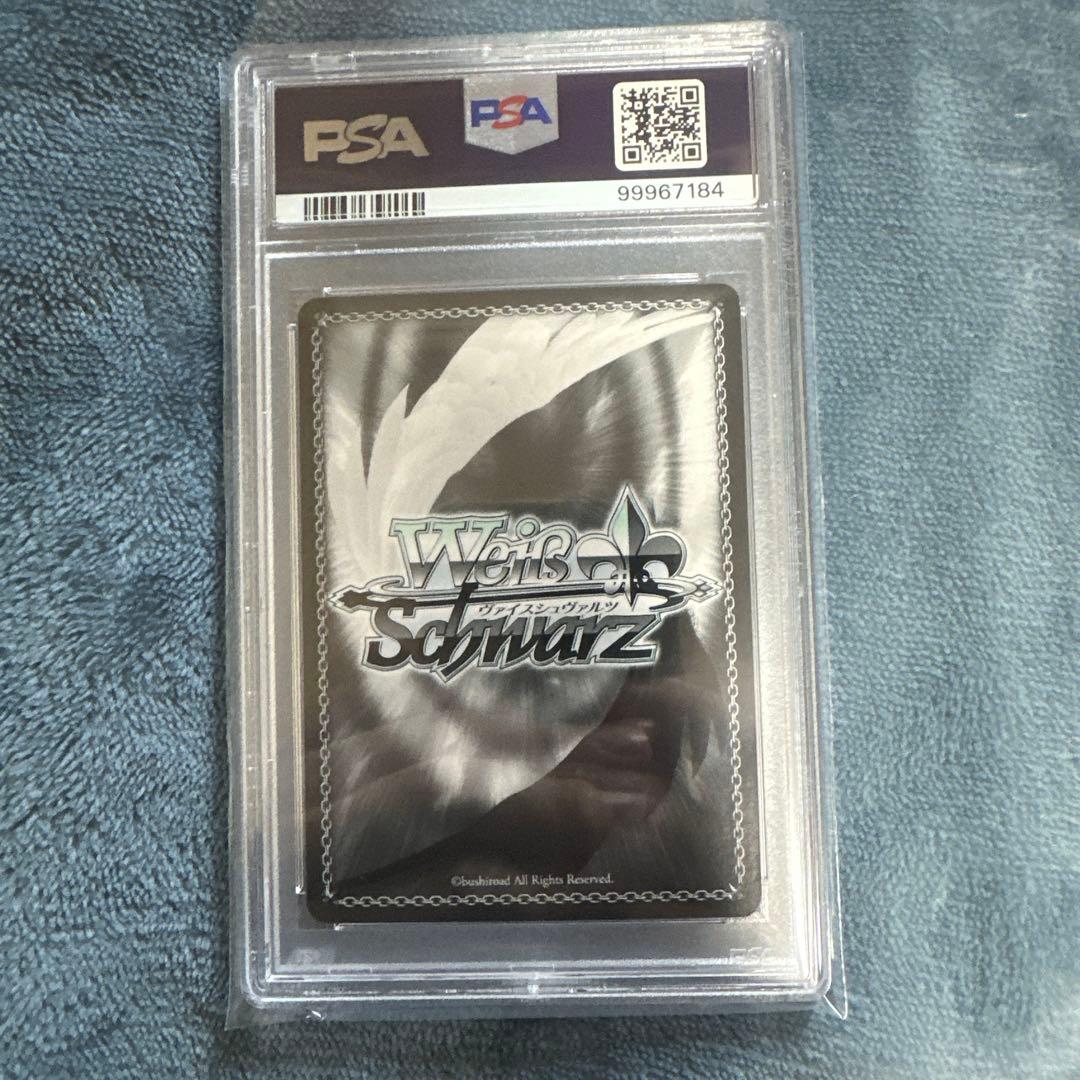 PSA
PSA
99967184
Weiß
ヴァイスシュヴァルツ
Schwarz
©bushiroad All Rights Reserved.
PSA